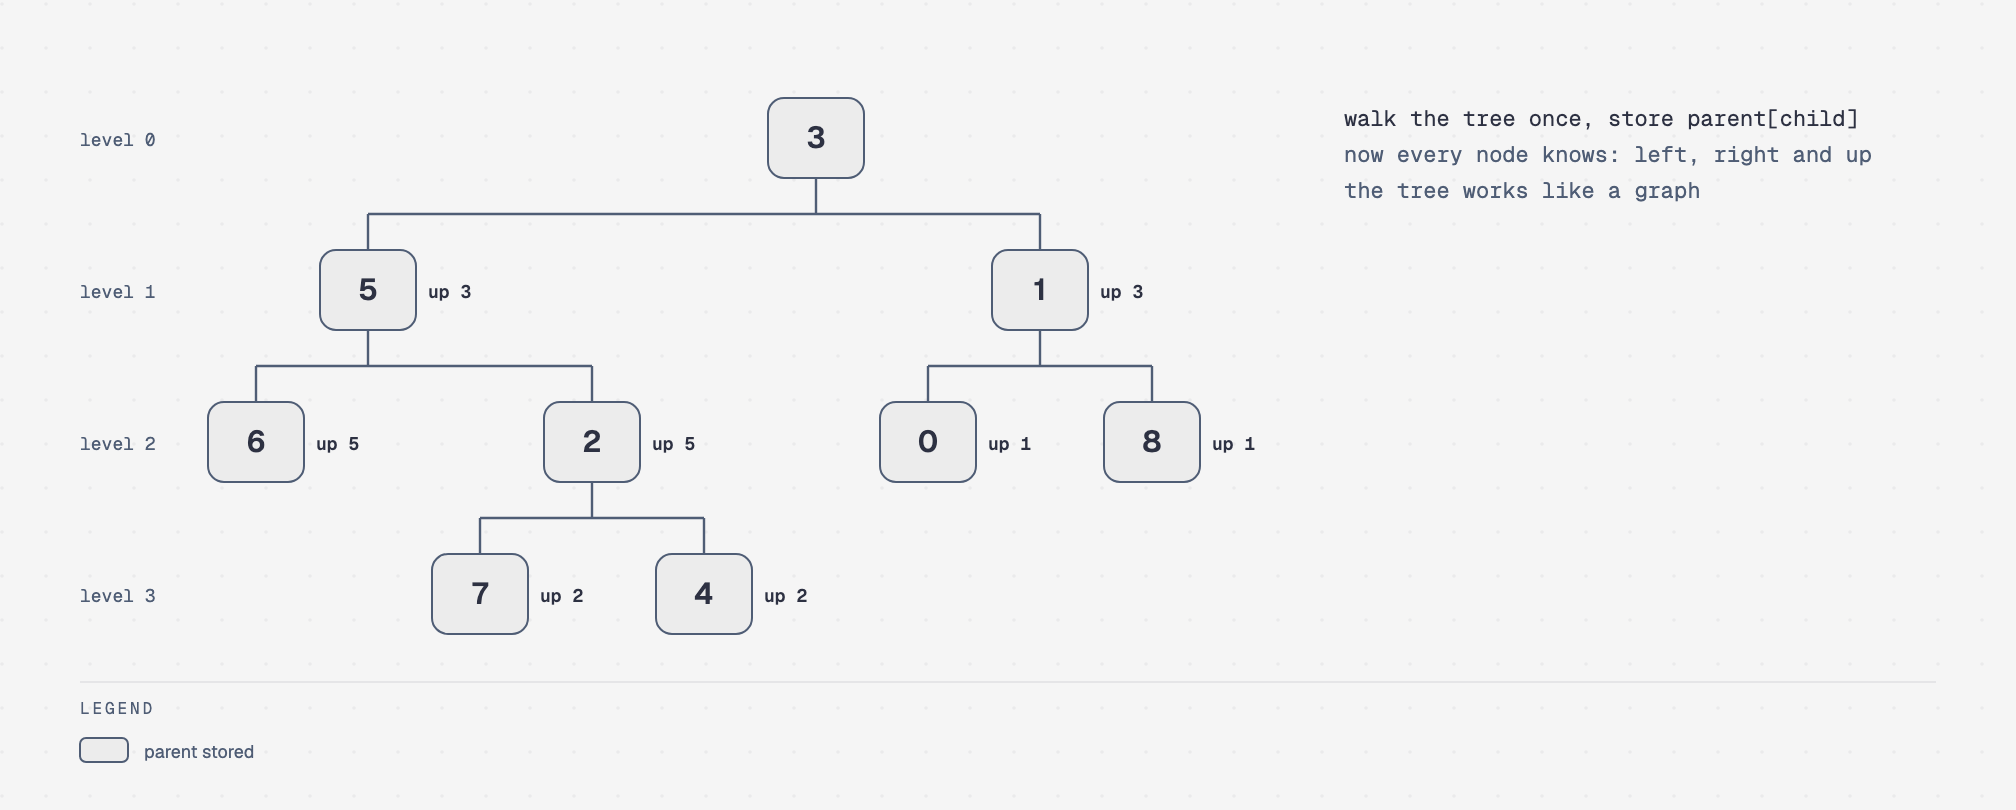 3
walk the tree once, store parent[child]
level 0
now every node knows: left, right and up
the tree works like a graph
level 1
5
up 3
1
up 3
level 2
6
up 5
2
up 5
0
up 1
8
up 1
level 3
7
up 2
4
up 2
LEGEND
parent stored